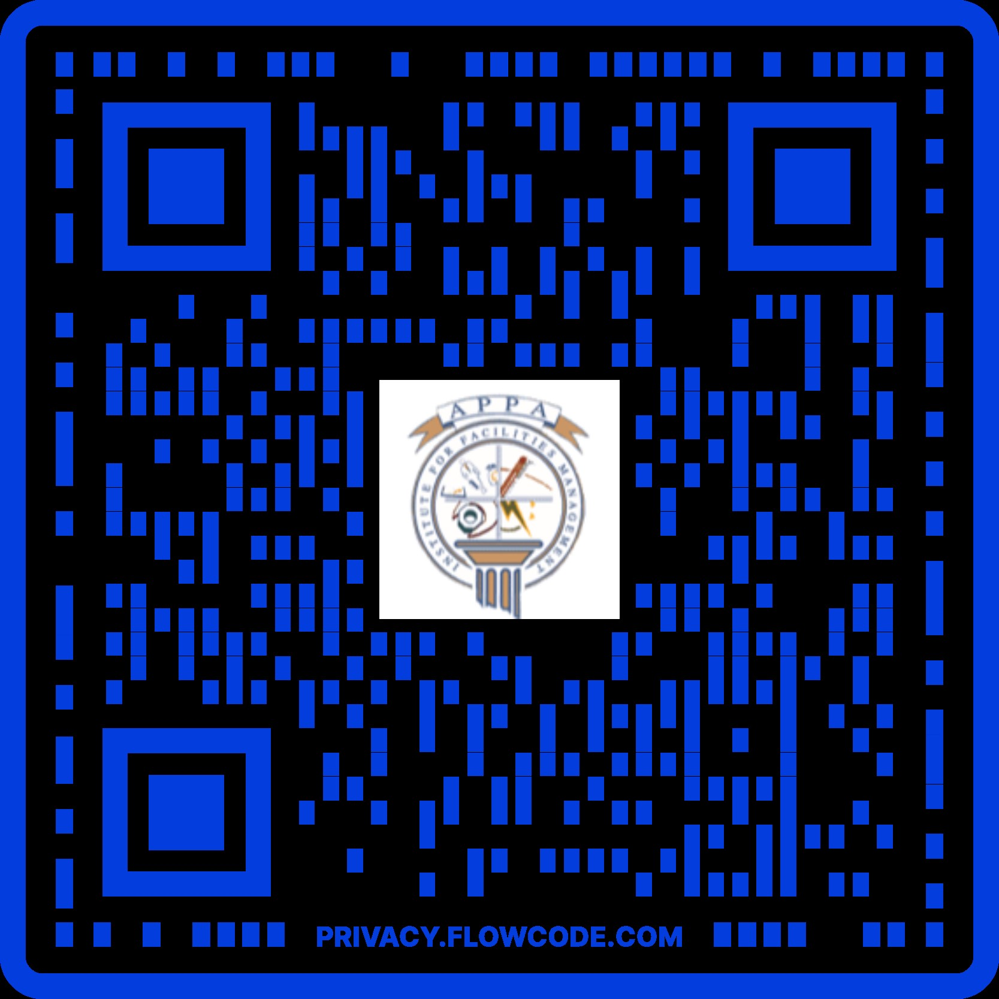 APPA
INSTITUTE FOR FACILITIES MANAGEMENT
PRIVACY.FLOWCODE.COM